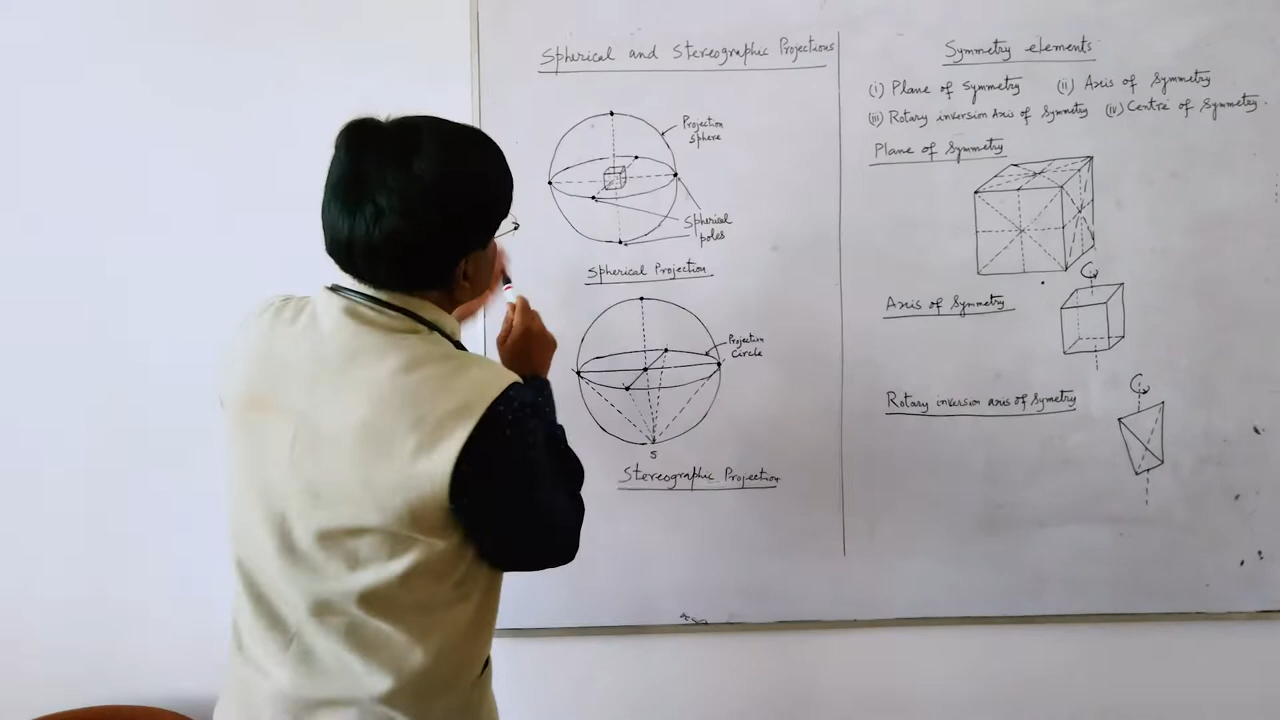 Spherical and Stereographic Projections
Projection
sphere
Spherical
poles
Spherical Projection
Projection
Circle
S
Stereographic Projection
Symmetry elements
(i) Plane of Symmetry (ii) Axis of Symmetry
(iii) Rotary inversion Axis of Symmetry (iv) Centre of Symmetry.
Plane of Symmetry
Axis of Symmetry
Rotary inversion axis of Symetry